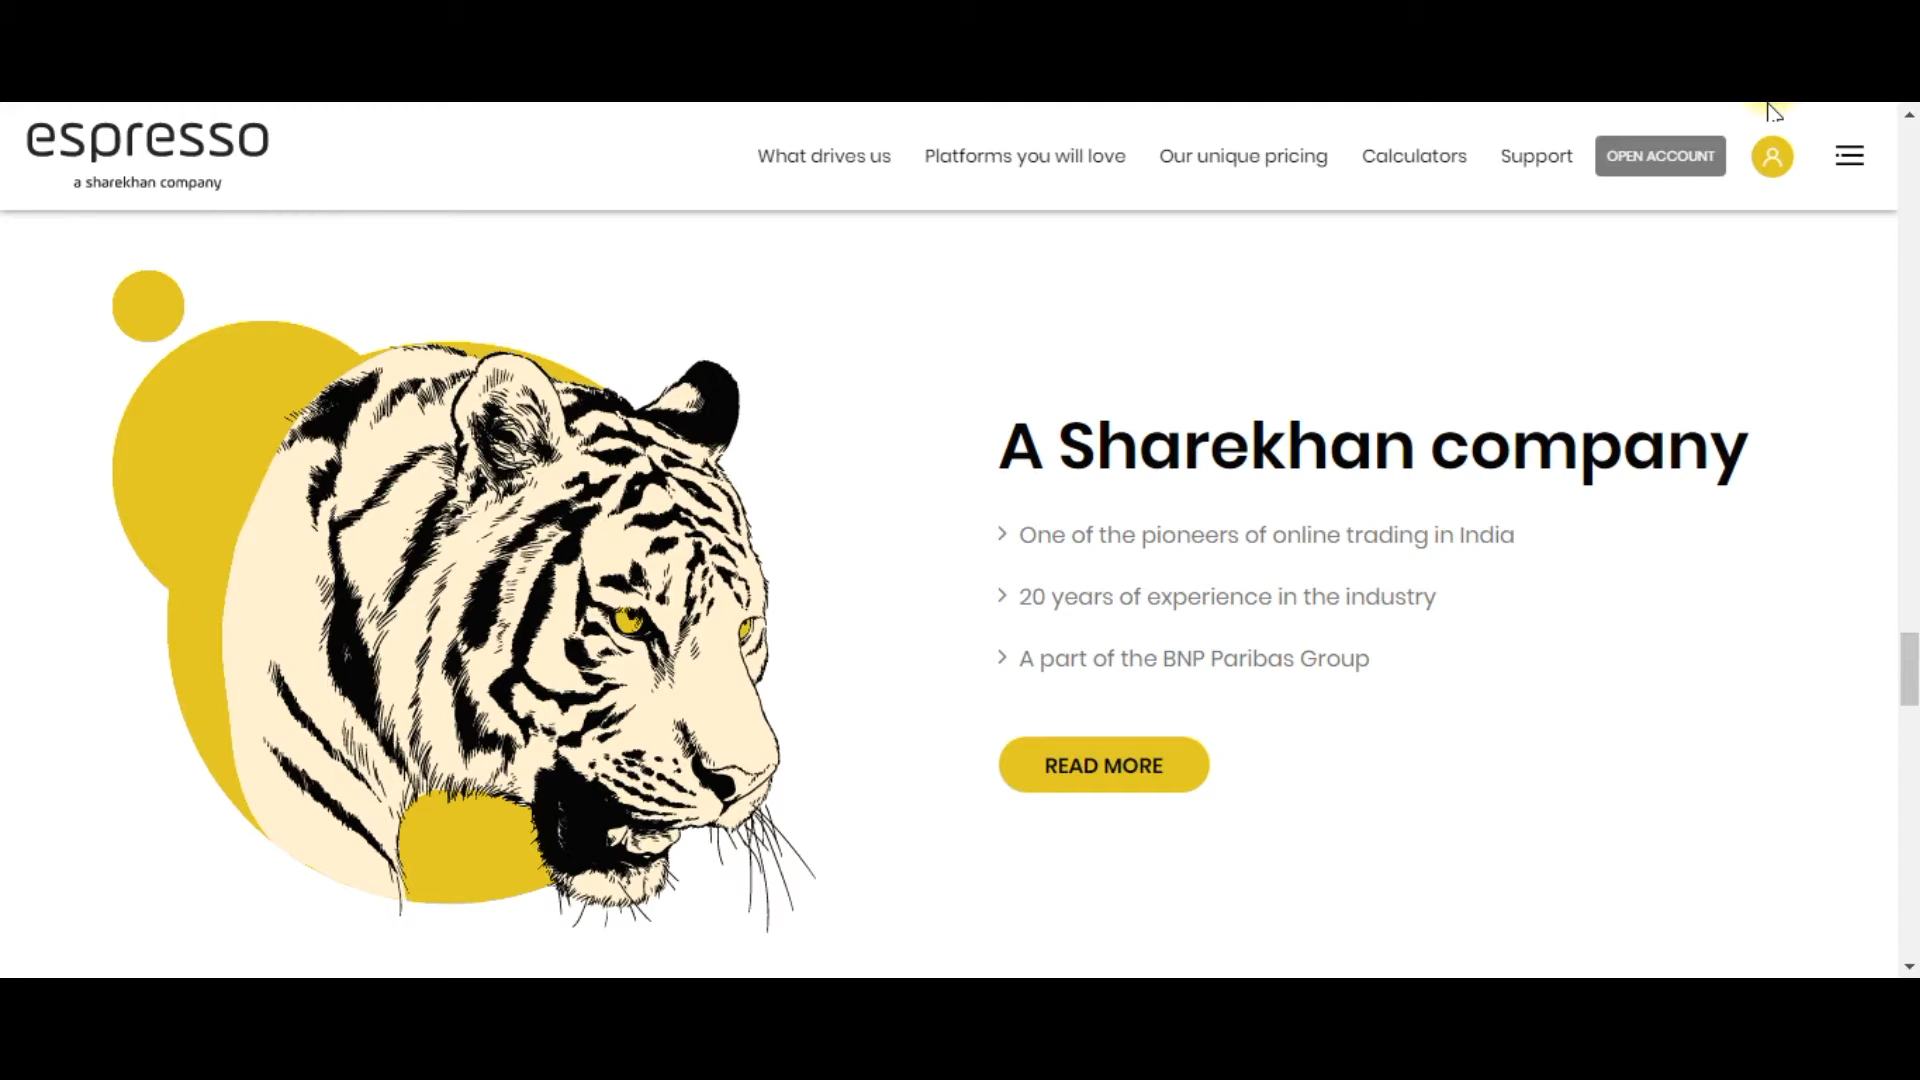 espresso
a sharekhan company
What drives us
Platforms you will love
Our unique pricing
Calculators
Support
OPEN ACCOUNT
A Sharekhan company
One of the pioneers of online trading in India
20 years of experience in the industry
A part of the BNP Paribas Group
READ MORE